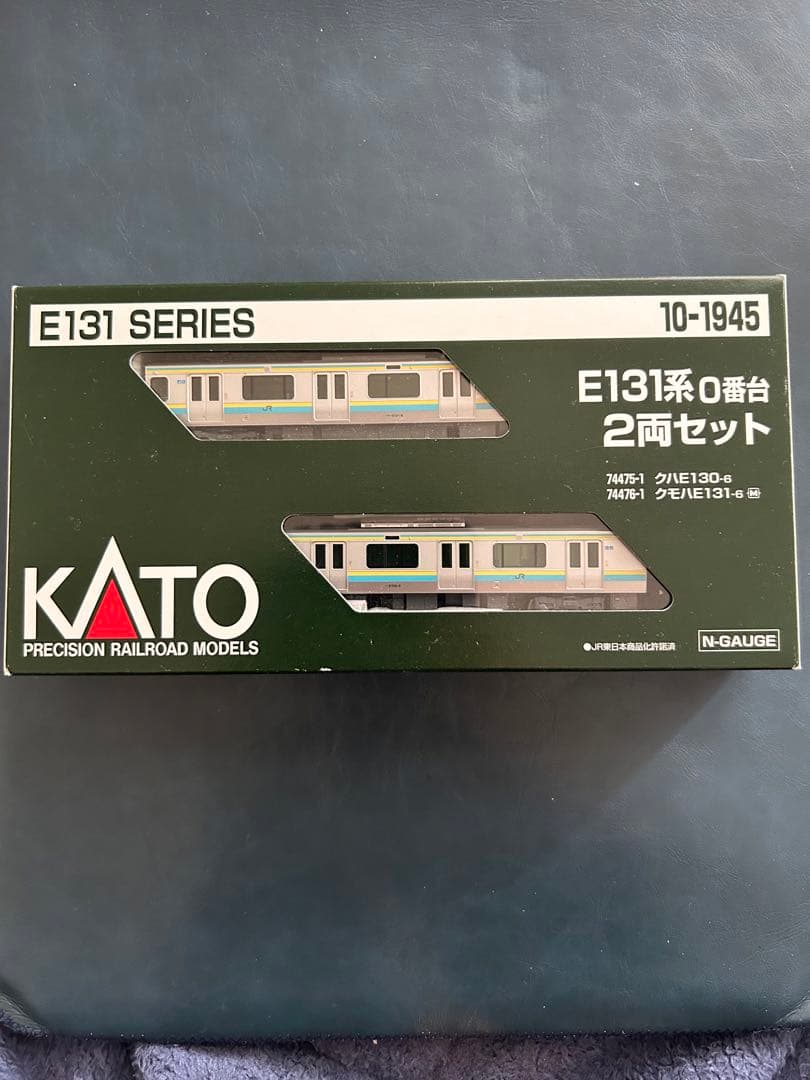 E131 SERIES
10-1945
E131系0番台
2両セット
74475-1 クハE130-6
74476-1 クモハE131-6 M
JR
JR
KATO
PRECISION RAILROAD MODELS
●JR東日本商品化許諾済
N-GAUGE